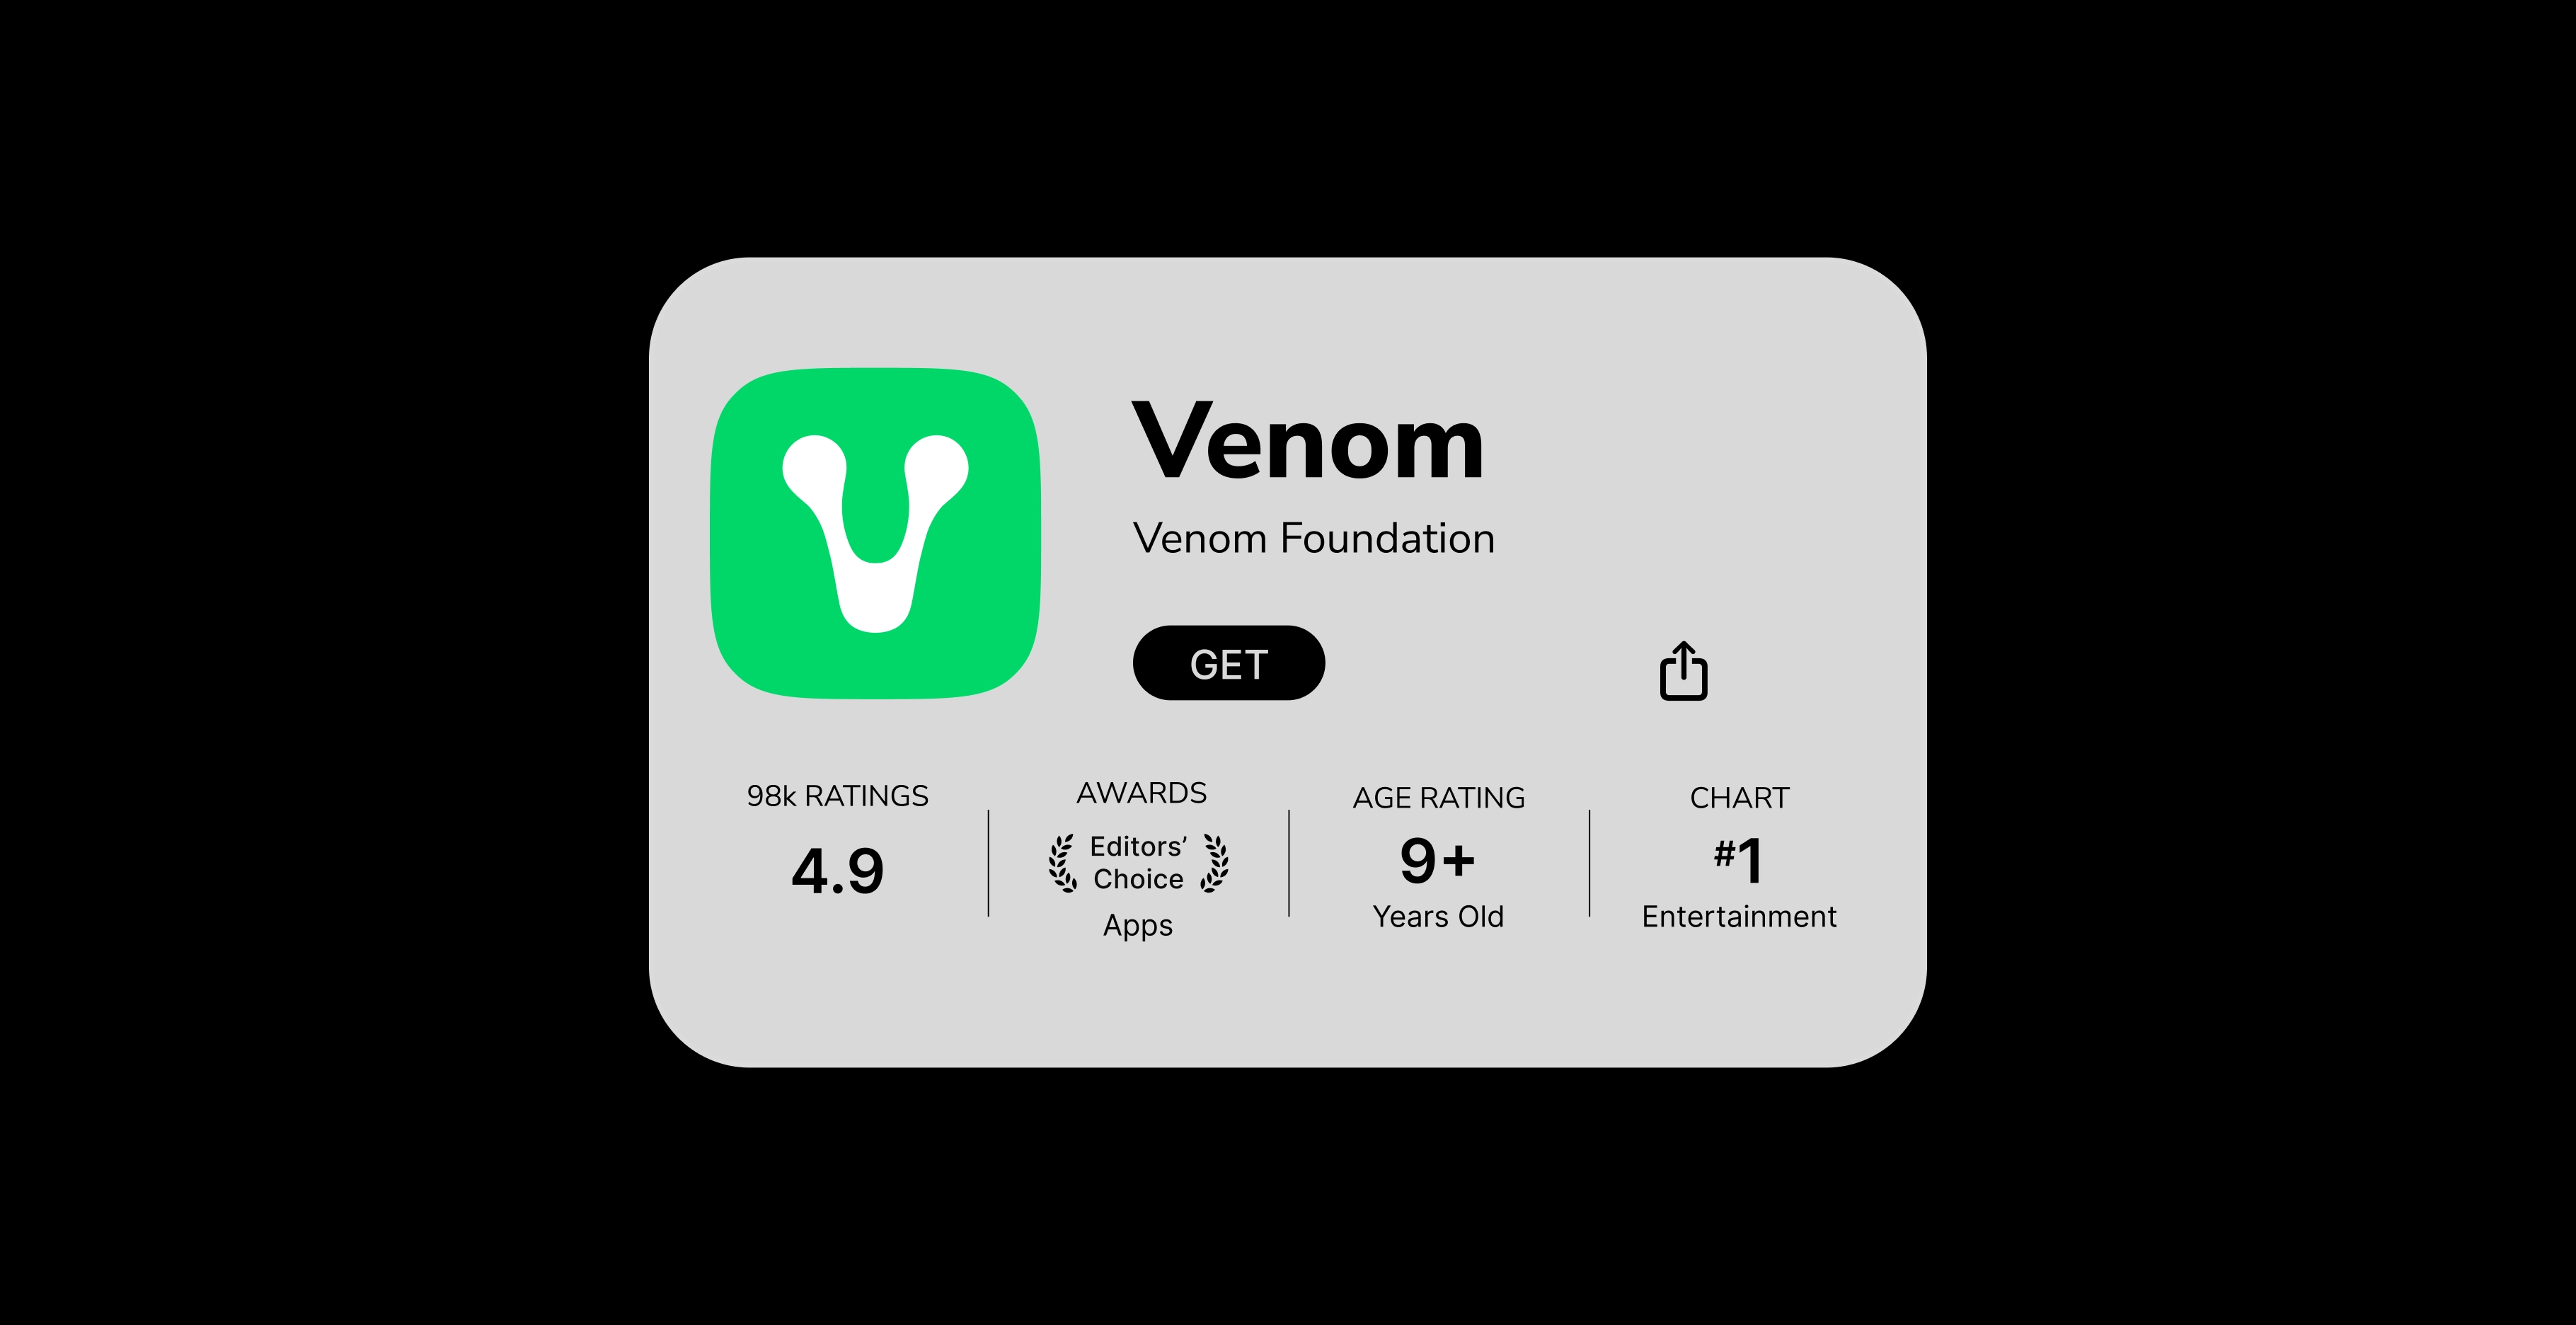 Venom
Venom Foundation
GET
98k RATINGS
4.9
AWARDS
Editors’
Choice
Apps
AGE RATING
9+
Years Old
CHART
#1
Entertainment